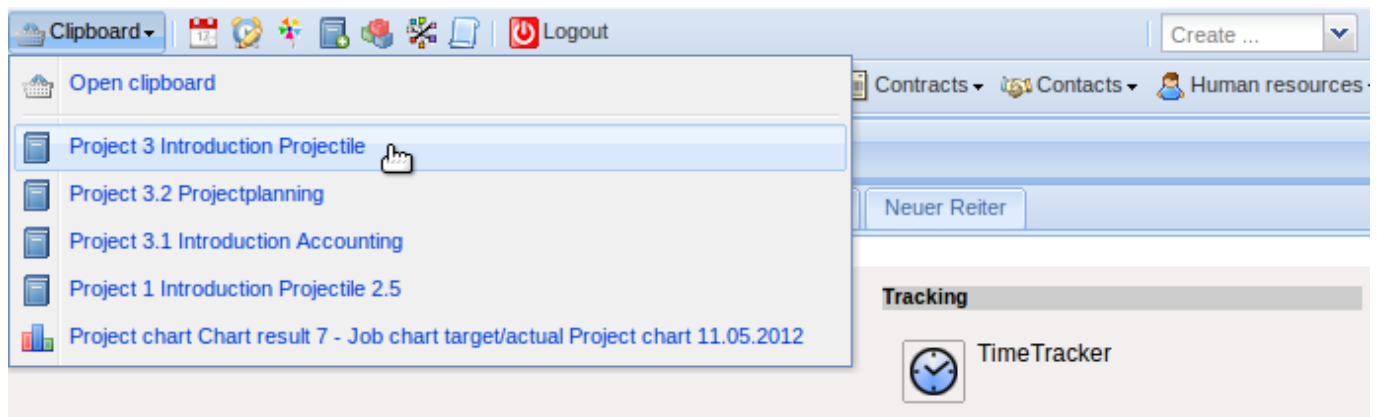 Clipboard
17
Logout
Create ...
Open clipboard
Contracts
Contacts
Human resources
Project 3 Introduction Projectile
Project 3.2 Projectplanning
Neuer Reiter
Project 3.1 Introduction Accounting
Project 1 Introduction Projectile 2.5
Tracking
Project chart Chart result 7 - Job chart target/actual Project chart 11.05.2012
TimeTracker